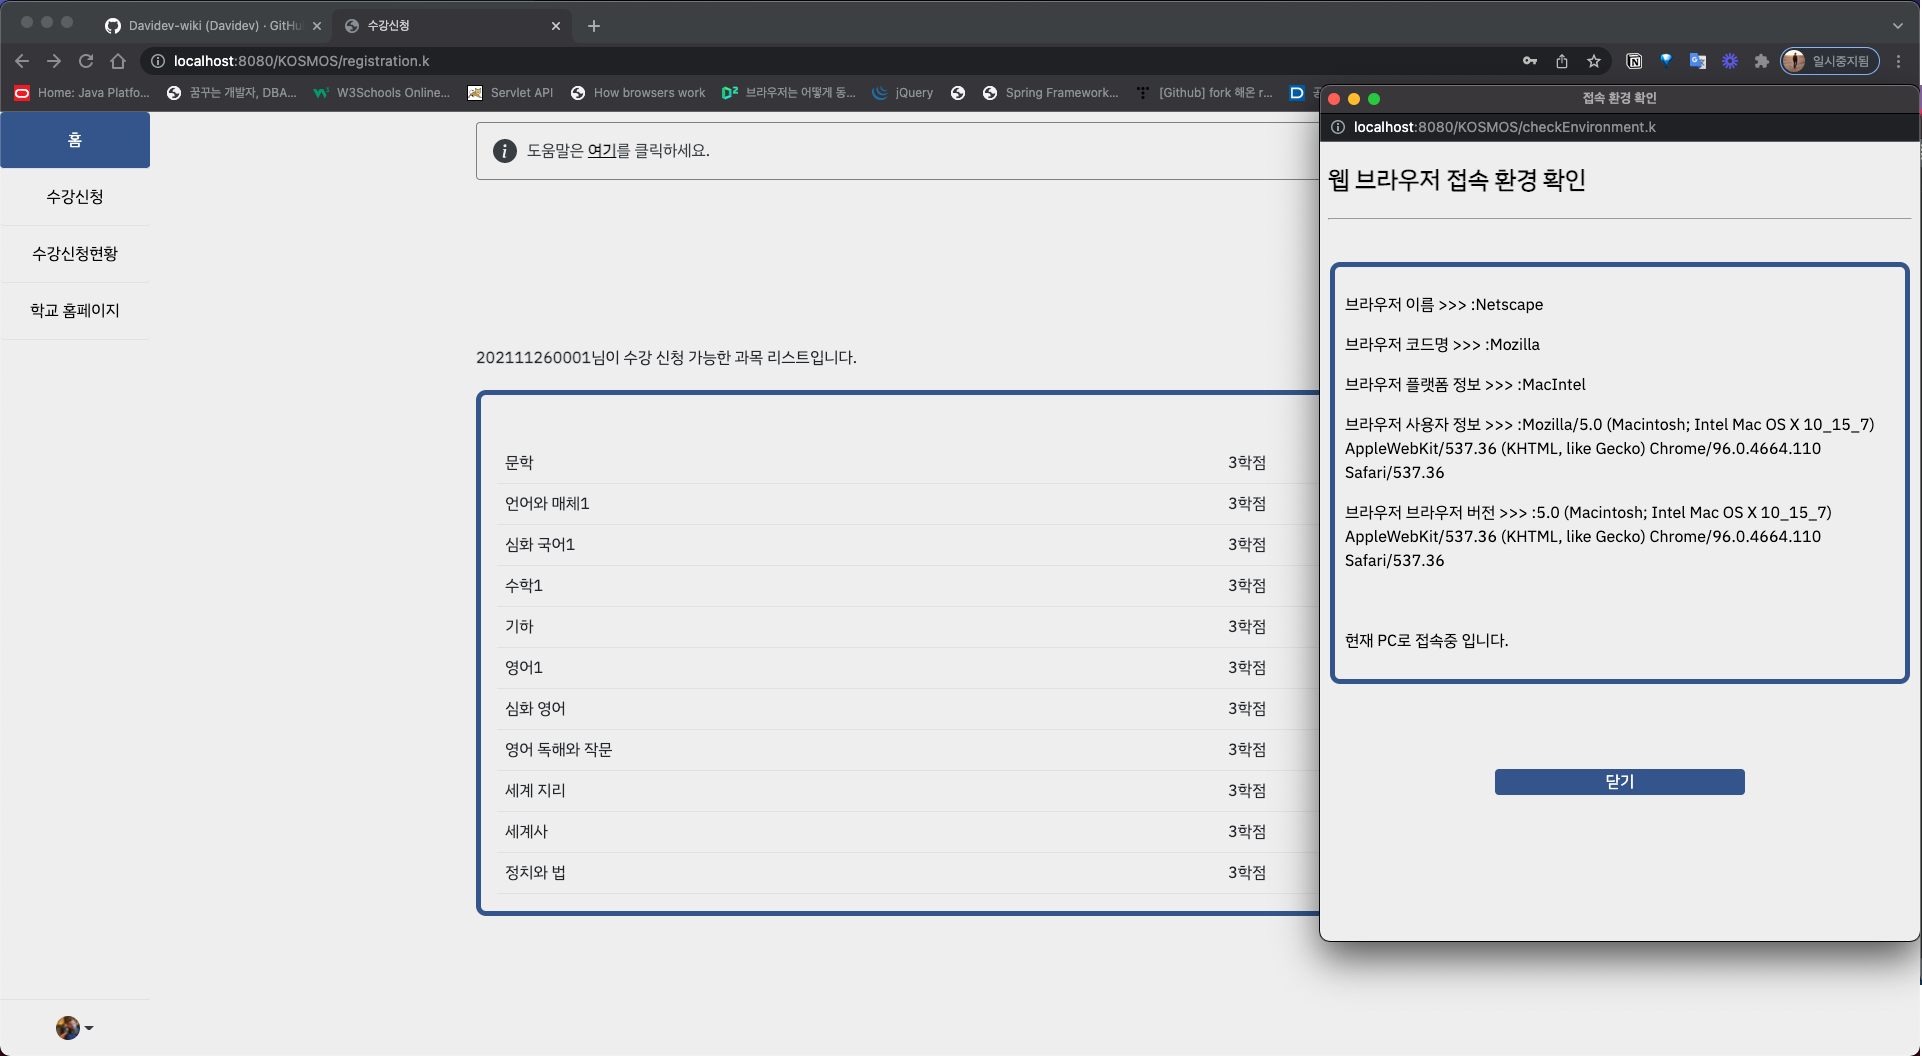 Davidev-wiki (Davidev) · GitHu
수강신청
localhost:8080/KOSMOS/registration.k
일시중지됨
Home: Java Platfo...
꿈꾸는 개발자, DBA...
W3Schools Online...
Servlet API
How browsers work
브라우저는 어떻게 동...
jQuery
Spring Framework...
[Github] fork 해온 r...
홈
수강신청
수강신청현황
학교 홈페이지
도움말은 여기를 클릭하세요.
202111260001님이 수강 신청 가능한 과목 리스트입니다.
문학 3학점
언어와 매체1 3학점
심화 국어1 3학점
수학1 3학점
기하 3학점
영어1 3학점
심화 영어 3학점
영어 독해와 작문 3학점
세계 지리 3학점
세계사 3학점
정치와 법 3학점
접속 환경 확인
localhost:8080/KOSMOS/checkEnvironment.k
웹 브라우저 접속 환경 확인
브라우저 이름 >>> :Netscape
브라우저 코드명 >>> :Mozilla
브라우저 플랫폼 정보 >>> :MacIntel
브라우저 사용자 정보 >>> :Mozilla/5.0 (Macintosh; Intel Mac OS X 10_15_7)
AppleWebKit/537.36 (KHTML, like Gecko) Chrome/96.0.4664.110
Safari/537.36
브라우저 브라우저 버전 >>> :5.0 (Macintosh; Intel Mac OS X 10_15_7)
AppleWebKit/537.36 (KHTML, like Gecko) Chrome/96.0.4664.110
Safari/537.36
현재 PC로 접속중 입니다.
닫기